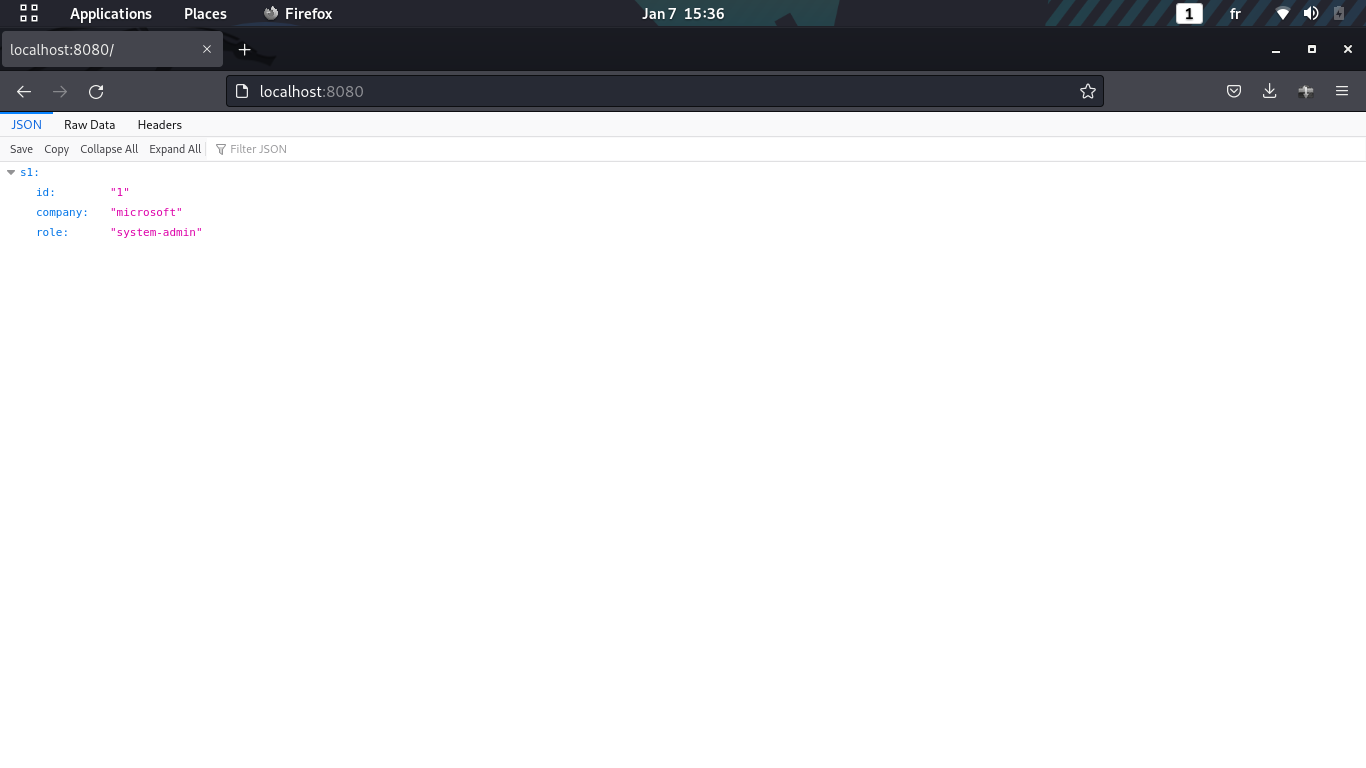 Applications Places Firefox Jan 7 15:36 1 fr
localhost:8080/
localhost:8080
JSON Raw Data Headers
Save Copy Collapse All Expand All Filter JSON
s1:
id: "1"
company: "microsoft"
role: "system-admin"